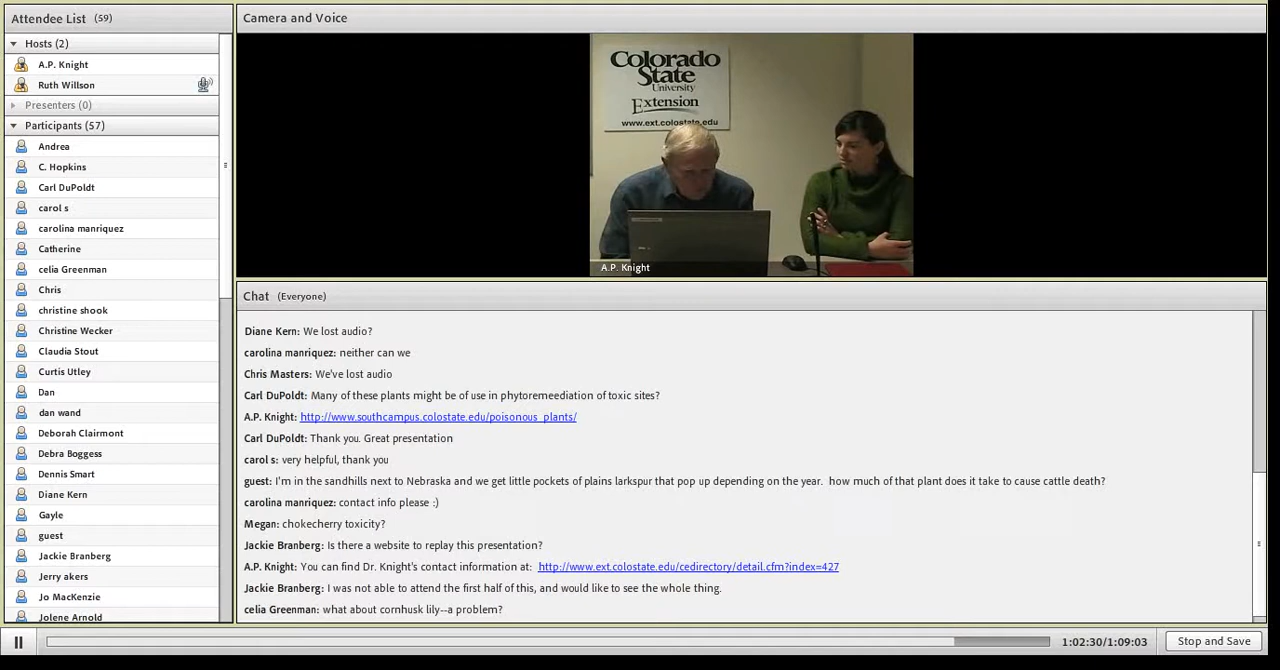 Attendee List (59)
Hosts (2)
A.P. Knight
Ruth Willson
Presenters (0)
Participants (57)
Andrea
C. Hopkins
Carl DuPoldt
carol s
carolina manriquez
Catherine
celia Greenman
Chris
christine shook
Christine Wecker
Claudia Stout
Curtis Utley
Dan
dan wand
Deborah Clairmont
Debra Boggess
Dennis Smart
Diane Kern
Gayle
guest
Jackie Branberg
Jerry akers
Jo MacKenzie
Jolene Arnold
Camera and Voice
Colorado
State
University
Extension
www.ext.colostate.edu
A.P. Knight
Chat (Everyone)
Diane Kern: We lost audio?
carolina manriquez: neither can we
Chris Masters: We've lost audio
Carl DuPoldt: Many of these plants might be of use in phytoremeediation of toxic sites?
A.P. Knight: http://www.southcampus.colostate.edu/poisonous_plants/
Carl DuPoldt: Thank you. Great presentation
carol s: very helpful, thank you
guest: I'm in the sandhills next to Nebraska and we get little pockets of plains larkspur that pop up depending on the year.  how much of that plant does it take to cause cattle death?
carolina manriquez: contact info please :)
Megan: chokecherry toxicity?
Jackie Branberg: Is there a website to replay this presentation?
A.P. Knight: You can find Dr. Knight's contact information at:  http://www.ext.colostate.edu/cedirectory/detail.cfm?index=427
Jackie Branberg: I was not able to attend the first half of this, and would like to see the whole thing.
celia Greenman: what about cornhusk lily--a problem?
1:02:30/1:09:03
Stop and Save